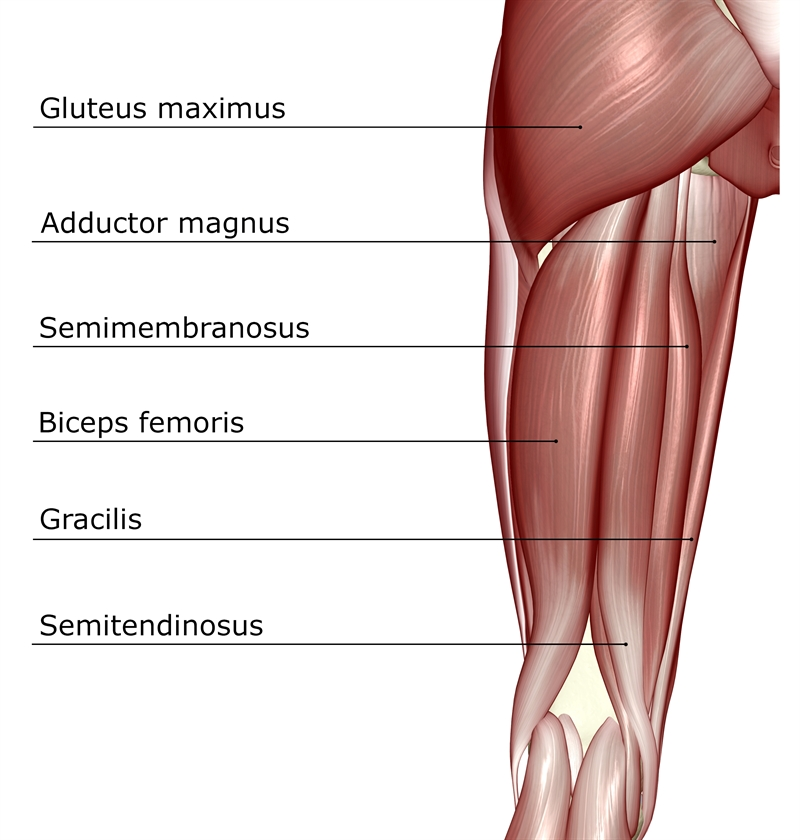 Gluteus maximus
Adductor magnus
Semimembranosus
Biceps femoris
Gracilis
Semitendinosus